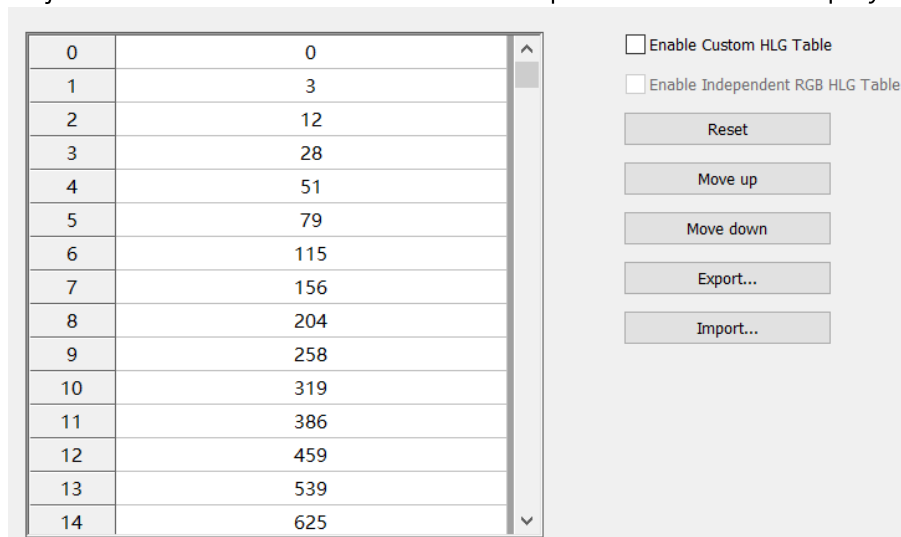 0 0
1 3
2 12
3 28
4 51
5 79
6 115
7 156
8 204
9 258
10 319
11 386
12 459
13 539
14 625
Enable Custom HLG Table
Enable Independent RGB HLG Table
Reset
Move up
Move down
Export...
Import...